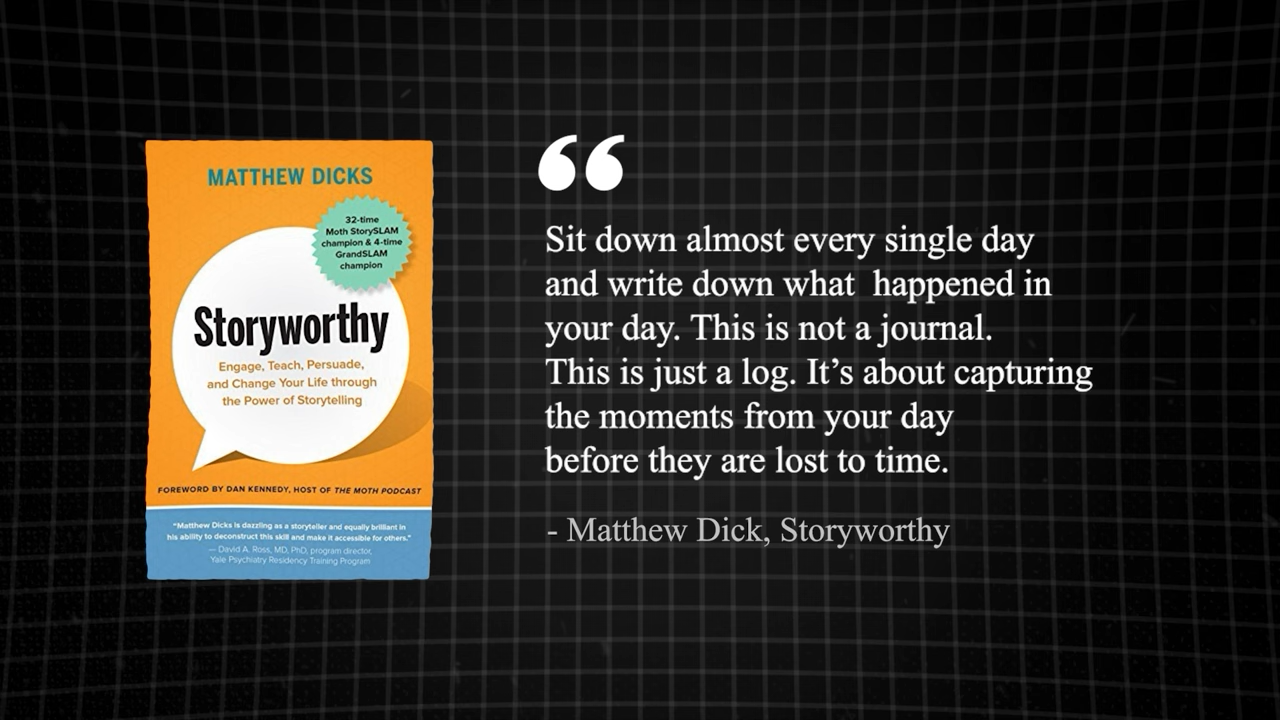 MATTHEW DICKS
32-time
Moth StorySLAM
champion & 4-time
GrandSLAM
champion
Storyworthy
Engage, Teach, Persuade,
and Change Your Life through
the Power of Storytelling
FOREWORD BY DAN KENNEDY, HOST OF THE MOTH PODCAST
"Matthew Dicks is dazzling as a storyteller and equally brilliant in
his ability to deconstruct this skill and make it accessible for others."
— David A. Ross, MD, PhD, program director,
Yale Psychiatry Residency Training Program
“
Sit down almost every single day
and write down what  happened in
your day. This is not a journal.
This is just a log. It’s about capturing
the moments from your day
before they are lost to time.
- Matthew Dick, Storyworthy